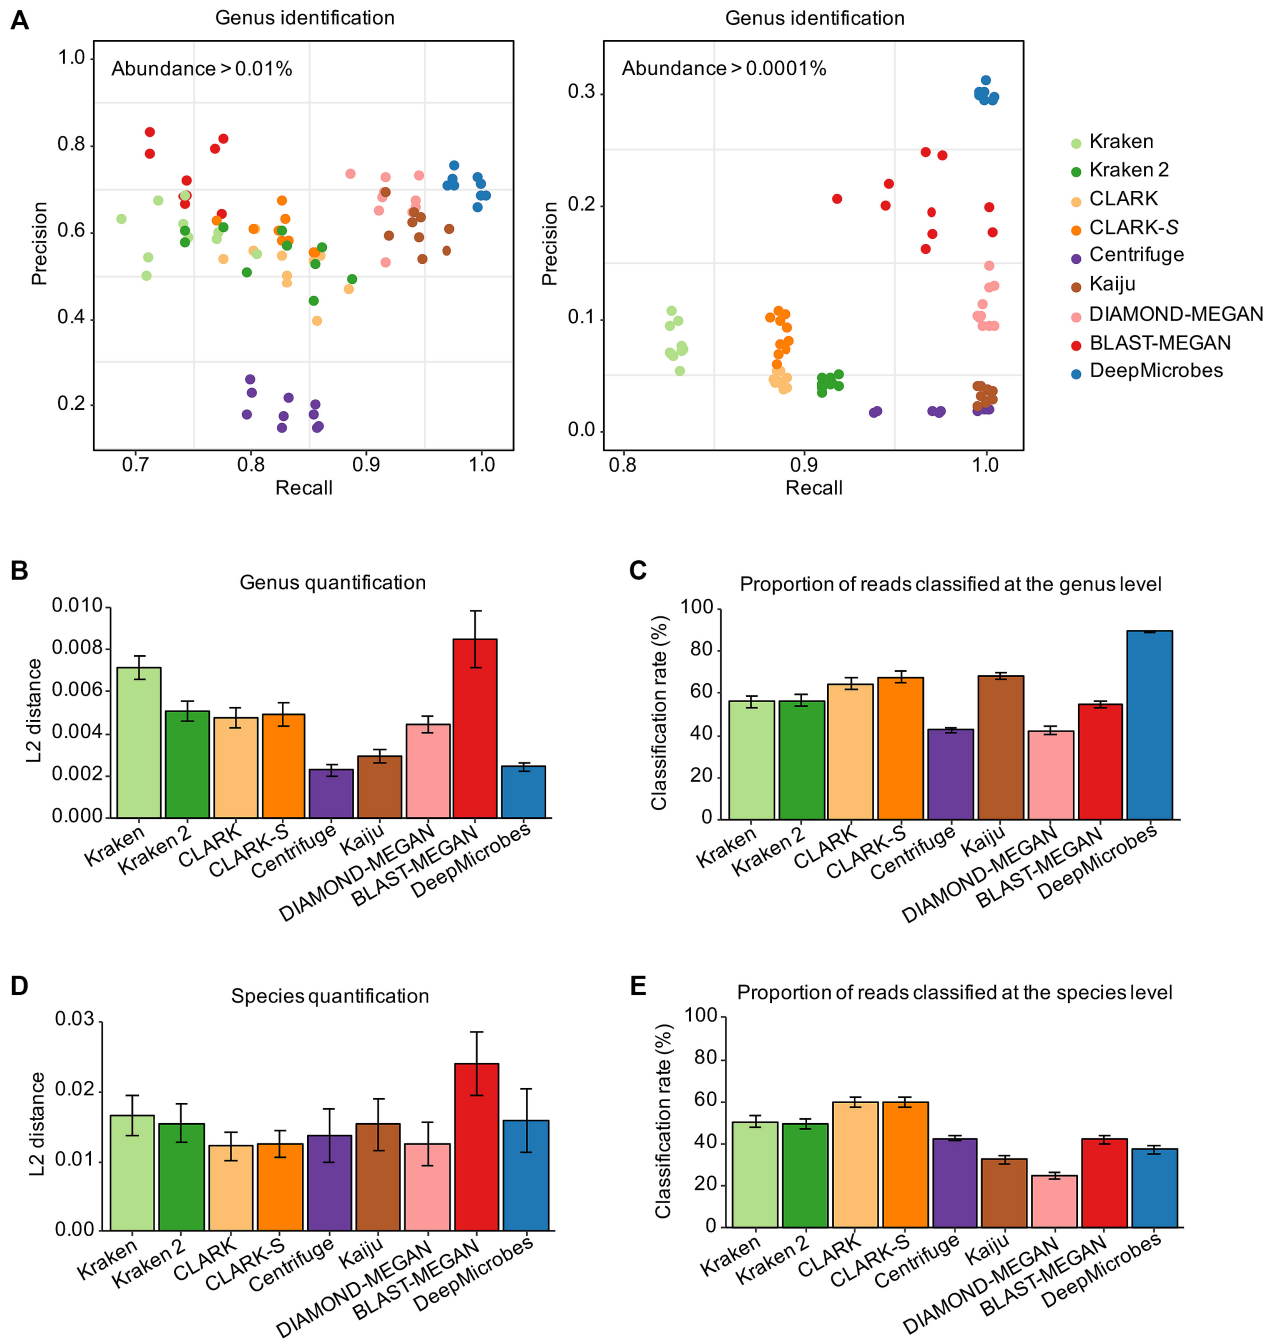 A
Genus identification
Genus identification
Abundance > 0.01%
Abundance > 0.0001%
1.0
0.8
0.6
0.4
0.2
Precision
0.7
0.8
0.9
1.0
Recall
0.3
0.2
0.1
0.0
Precision
0.8
0.9
1.0
Recall
Kraken
Kraken 2
CLARK
CLARK-S
Centrifuge
Kaiju
DIAMOND-MEGAN
BLAST-MEGAN
DeepMicrobes
B
Genus quantification
L2 distance
0.010
0.008
0.006
0.004
0.002
0.000
Kraken
Kraken 2
CLARK
CLARK-S
Centrifuge
Kaiju
DIAMOND-MEGAN
BLAST-MEGAN
DeepMicrobes
C
Proportion of reads classified at the genus level
Classification rate (%)
100
80
60
40
20
0
Kraken
Kraken 2
CLARK
CLARK-S
Centrifuge
Kaiju
DIAMOND-MEGAN
BLAST-MEGAN
DeepMicrobes
D
Species quantification
L2 distance
0.03
0.02
0.01
0.00
Kraken
Kraken 2
CLARK
CLARK-S
Centrifuge
Kaiju
DIAMOND-MEGAN
BLAST-MEGAN
DeepMicrobes
E
Proportion of reads classified at the species level
Classification rate (%)
100
80
60
40
20
0
Kraken
Kraken 2
CLARK
CLARK-S
Centrifuge
Kaiju
DIAMOND-MEGAN
BLAST-MEGAN
DeepMicrobes